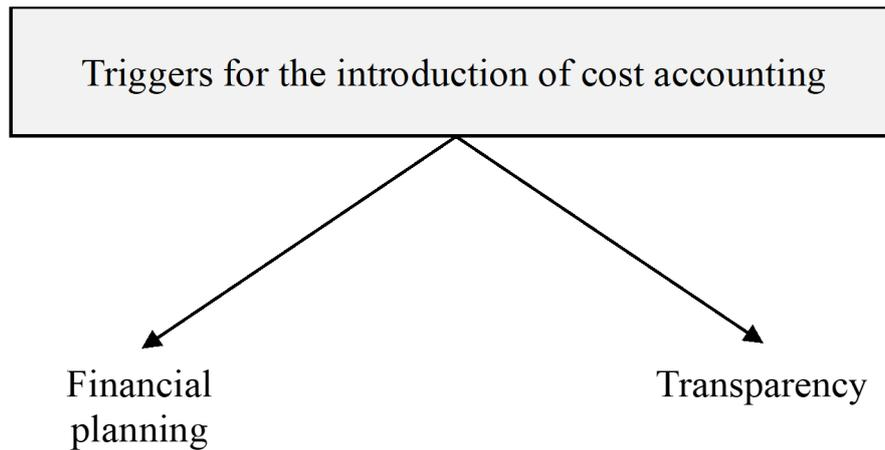 Triggers for the introduction of cost accounting
Financial
planning
Transparency